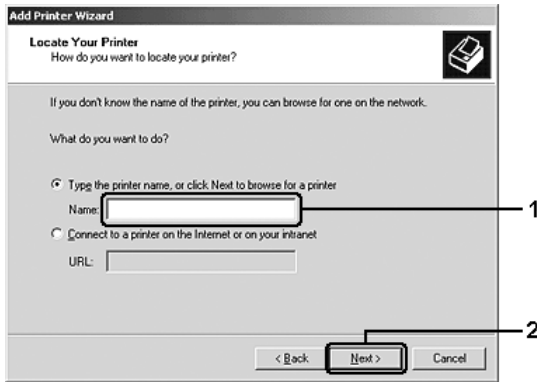 Add Printer Wizard
Locate Your Printer
How do you want to locate your printer?
If you don't know the name of the printer, you can browse for one on the network.
What do you want to do?
Type the printer name, or click Next to browse for a printer
Name:
1
Connect to a printer on the Internet or on your intranet
URL:
2
< Back Next > Cancel